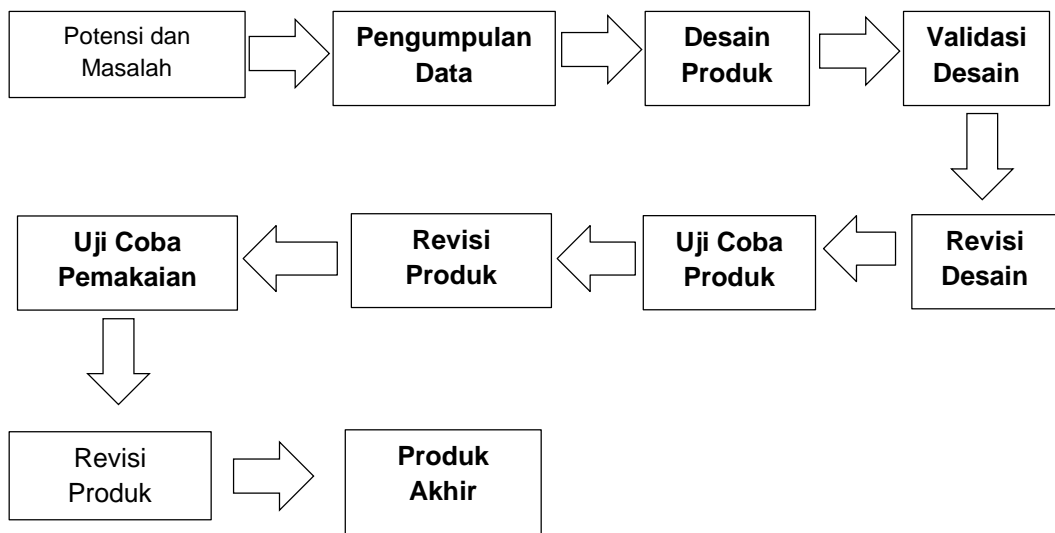 Potensi dan
Masalah
Pengumpulan
Data
Desain
Produk
Validasi
Desain
Revisi
Desain
Uji Coba
Produk
Revisi
Produk
Uji Coba
Pemakaian
Revisi
Produk
Produk
Akhir